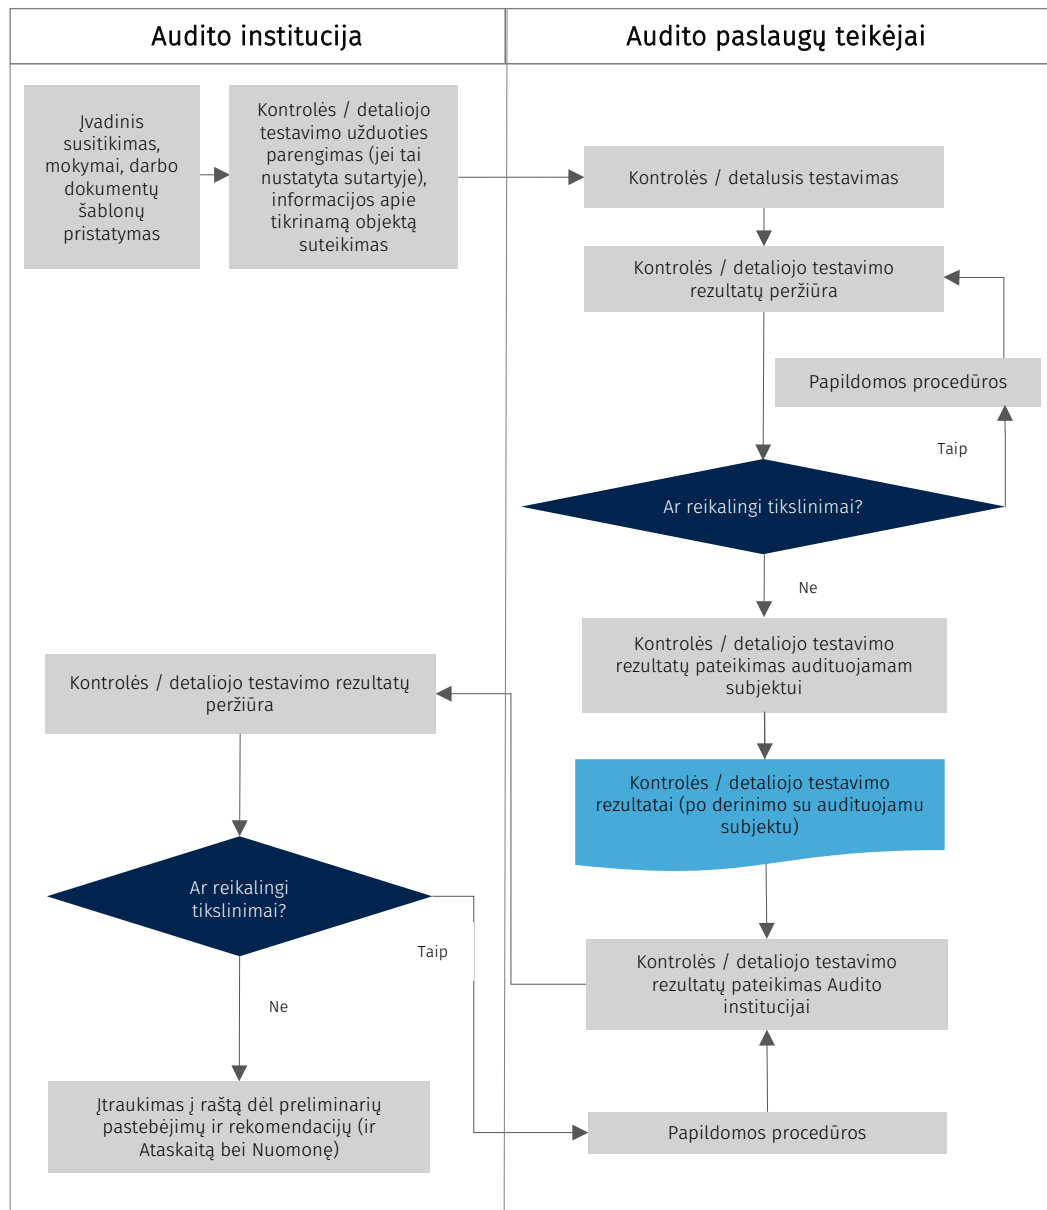 Audito institucija
Audito paslaugų teikėjai
Įvadinis
susitikimas,
mokymai, darbo
dokumentų
šablonų
pristatymas
Kontrolės / detaliojo
testavimo užduoties
parengimas (jei tai
nustatyta sutartyje),
informacijos apie
tikrinamą objektą
suteikimas
Kontrolės / detalusis testavimas
Kontrolės / detaliojo testavimo
rezultatų peržiūra
Papildomos procedūros
Taip
Ar reikalingi tikslinimai?
Ne
Kontrolės / detaliojo testavimo
rezultatų pateikimas audituojamam
subjektui
Kontrolės / detaliojo testavimo
rezultatai (po derinimo su audituojamu
subjektu)
Kontrolės / detaliojo testavimo
rezultatų pateikimas Audito
institucijai
Kontrolės / detaliojo testavimo rezultatų
peržiūra
Ar reikalingi
tikslinimai?
Taip
Ne
Įtraukimas į raštą dėl preliminarių
pastebėjimų ir rekomendacijų (ir
Ataskaitą bei Nuomonę)
Papildomos procedūros